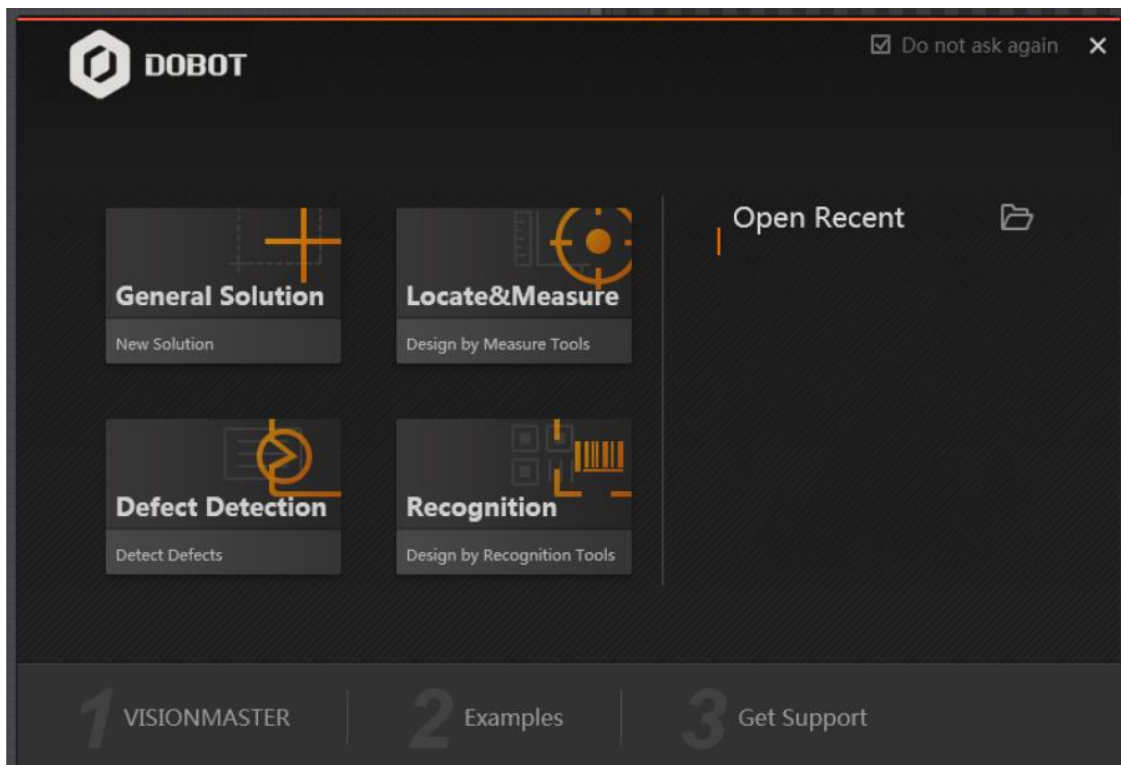 DOBOT
Do not ask again
General Solution
New Solution
Locate&Measure
Design by Measure Tools
Open Recent
Defect Detection
Detect Defects
Recognition
Design by Recognition Tools
1 VISIONMASTER
2 Examples
3 Get Support